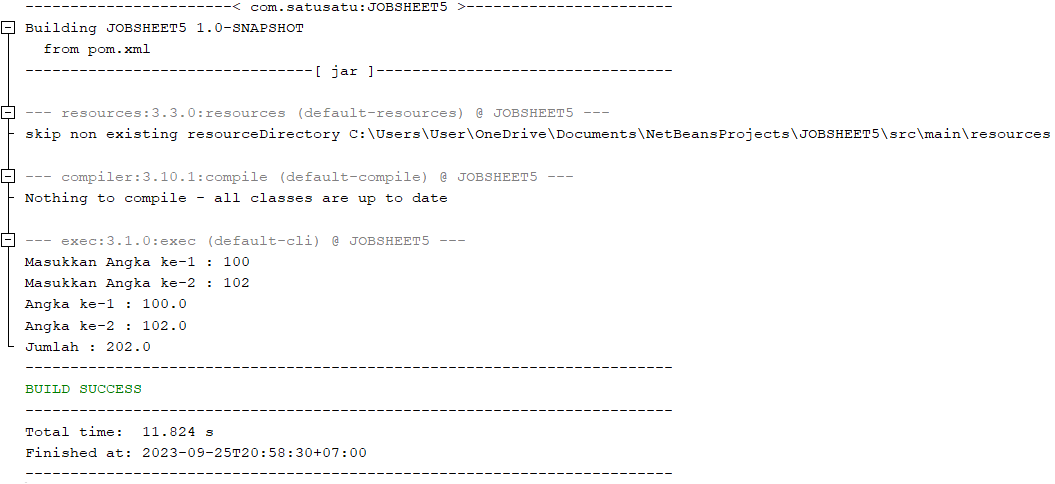 -----------------------< com.satusatu:JOBSHEET5 >-----------------------
Building JOBSHEET5 1.0-SNAPSHOT
  from pom.xml
--------------------------------[ jar ]---------------------------------
--- resources:3.3.0:resources (default-resources) @ JOBSHEET5 ---
skip non existing resourceDirectory C:\Users\User\OneDrive\Documents\NetBeansProjects\JOBSHEET5\src\main\resources
--- compiler:3.10.1:compile (default-compile) @ JOBSHEET5 ---
Nothing to compile - all classes are up to date
--- exec:3.1.0:exec (default-cli) @ JOBSHEET5 ---
Masukkan Angka ke-1 : 100
Masukkan Angka ke-2 : 102
Angka ke-1 : 100.0
Angka ke-2 : 102.0
Jumlah : 202.0
------------------------------------------------------------------------
BUILD SUCCESS
------------------------------------------------------------------------
Total time:  11.824 s
Finished at: 2023-09-25T20:58:30+07:00
------------------------------------------------------------------------